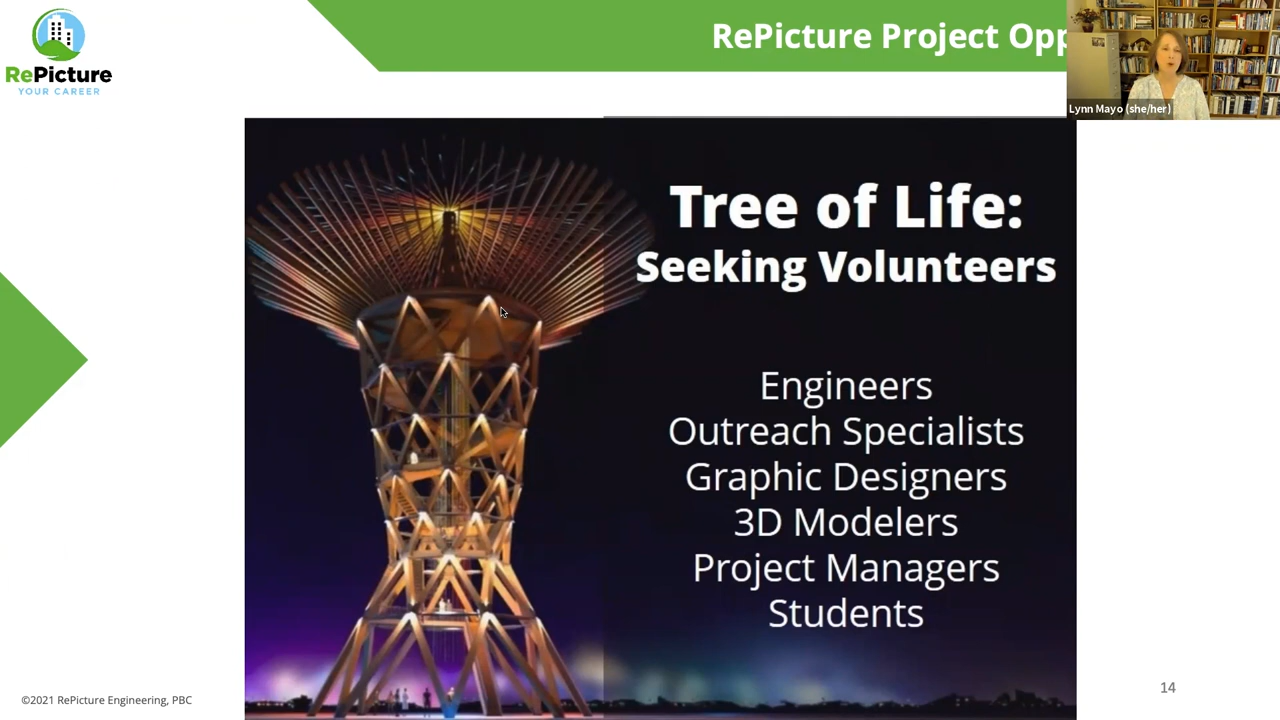 RePicture
YOUR CAREER
RePicture Project Opp
Lynn Mayo (she/her)
Tree of Life:
Seeking Volunteers
Engineers
Outreach Specialists
Graphic Designers
3D Modelers
Project Managers
Students
©2021 RePicture Engineering, PBC
14